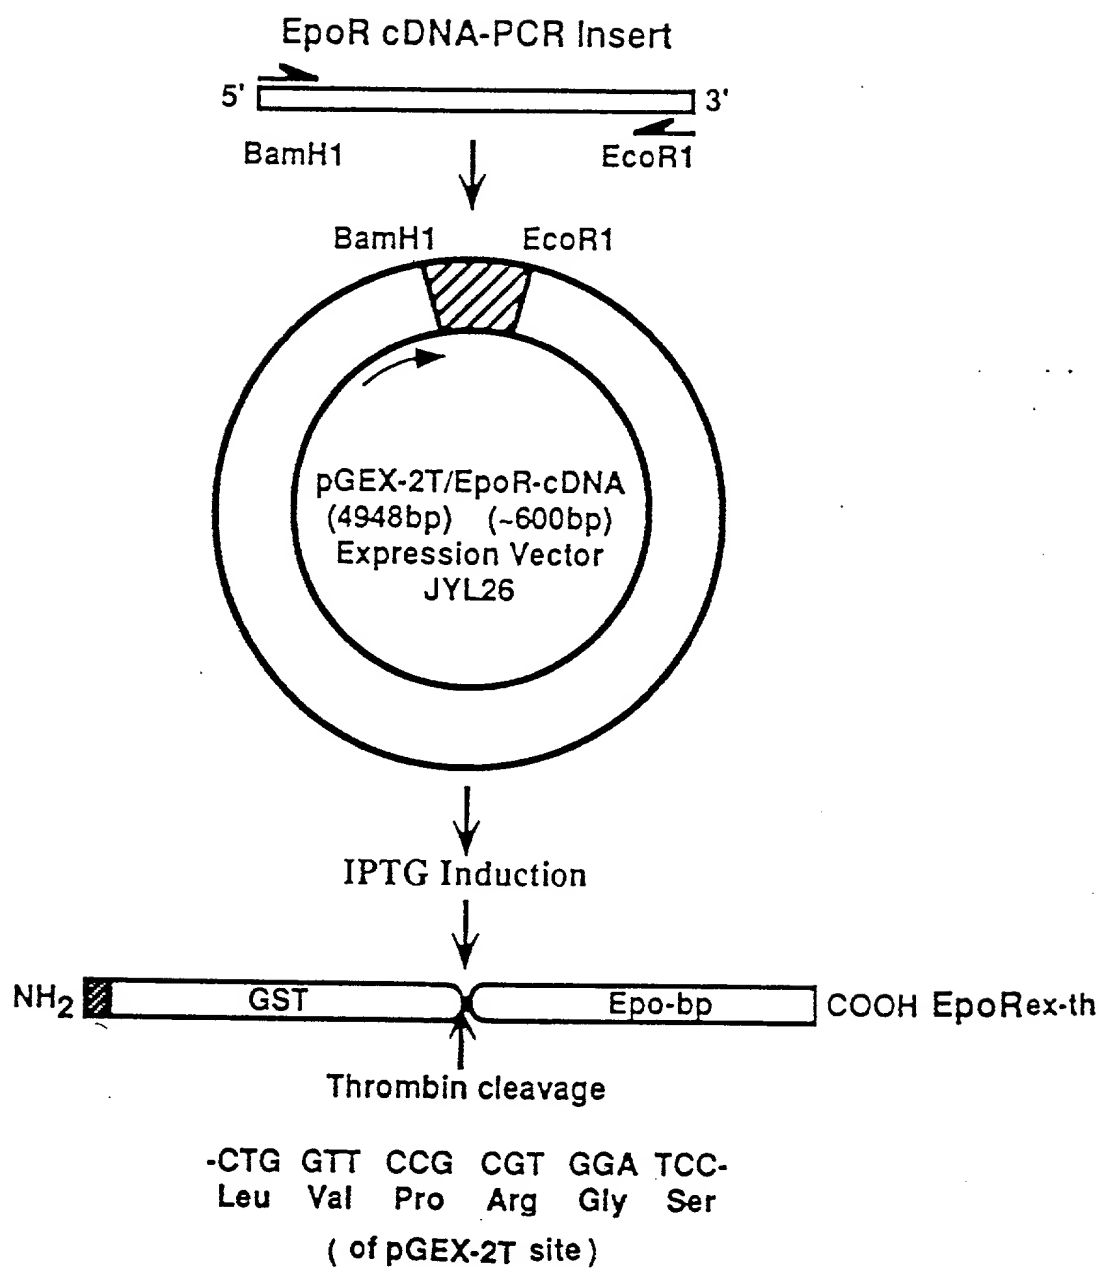 EpoR cDNA-PCR Insert
5' 3'
BamH1 EcoR1
BamH1 EcoR1
pGEX-2T/EpoR-cDNA
(4948bp) (~600bp)
Expression Vector
JYL26
IPTG Induction
NH2 GST Epo-bp COOH EpoRex-th
Thrombin cleavage
-CTG GTT CCG CGT GGA TCC-
Leu Val Pro Arg Gly Ser
( of pGEX-2T site)